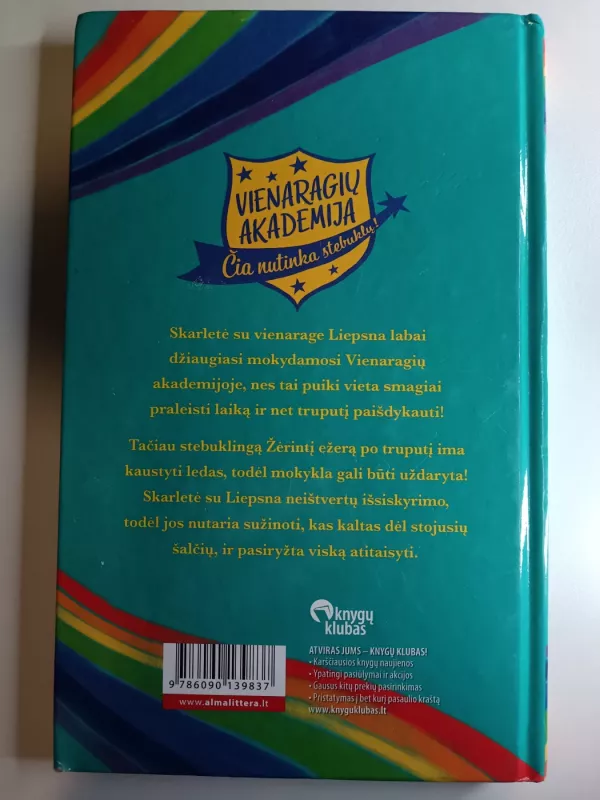 VIENARAGIŲ
AKADEMIJA
Čia nutinka stebuklų!
Skarletė su vienarage Liepsna labai
džiaugiasi mokydamosi Vienaragių
akademijoje, nes tai puiki vieta smagiai
praleisti laiką ir net truputį paišdykauti!
Tačiau stebuklingą Žėrintį ežerą po truputį ima
kaustyti ledas, todėl mokykla gali būti uždaryta!
Skarletė su Liepsna neištvertų išsiskyrimo,
todėl jos nutaria sužinoti, kas kaltas dėl stojusių
šalčių, ir pasiryžta viską atitaisyti.
knygų
klubas
ATVIRAS JUMS – KNYGŲ KLUBAS!
• Karščiausios knygų naujienos
• Ypatingi pasiūlymai ir akcijos
• Gausus kitų prekių pasirinkimas
• Pristatymas į bet kurį pasaulio kraštą
www.knyguklubas.lt
9 786090 139837
www.almalittera.lt